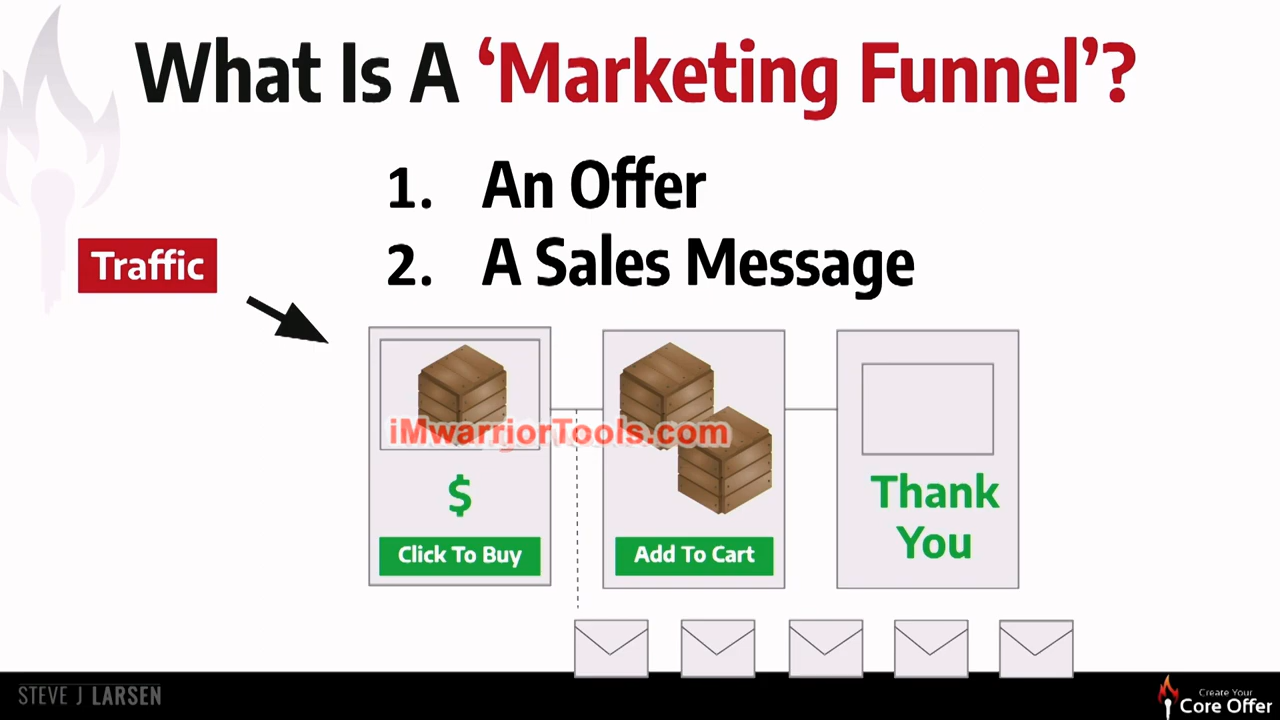 What Is A ‘Marketing Funnel’?
1. An Offer
2. A Sales Message
Traffic
iMwarrjorTools.com
$
Click To Buy
Add To Cart
Thank
You
STEVE J LARSEN
Create Your
Core Offer